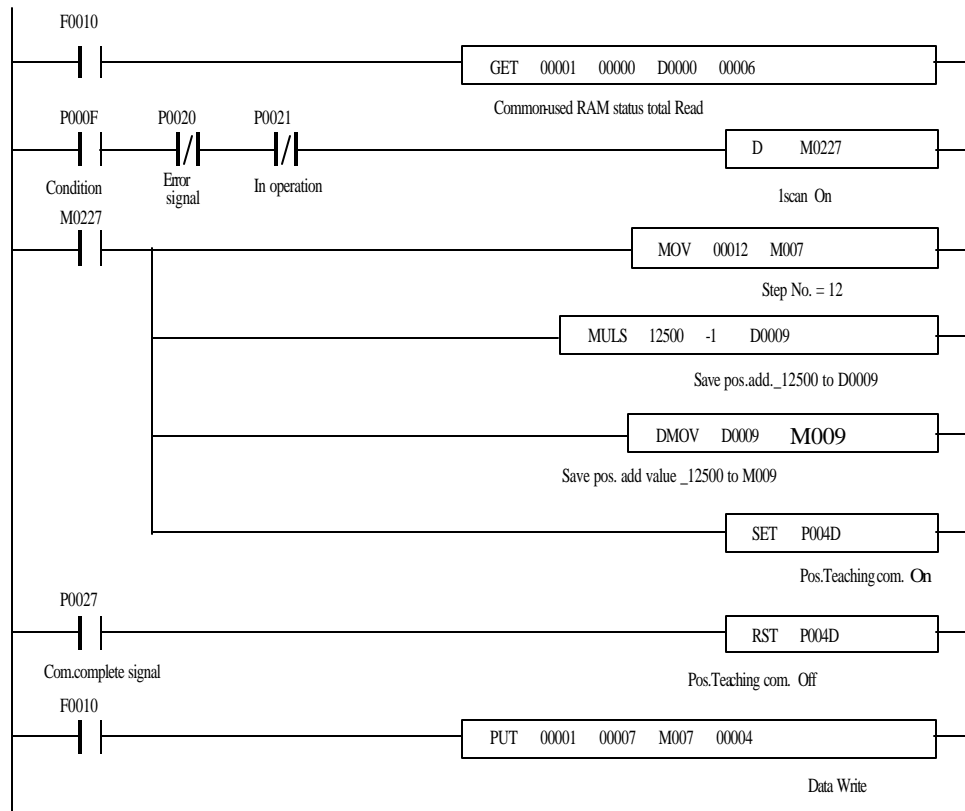 F0010
GET 00001 00000 D0000 00006
Common-used RAM status total Read
P000F P0020 P0021
D M0227
Condition
Error
signal
In operation
1scan On
M0227
MOV 00012 M007
Step No. = 12
MULS 12500 -1 D0009
Save pos.add._12500 to D0009
DMOV D0009 M009
Save pos. add value _12500 to M009
SET P004D
Pos.Teaching com. On
P0027
RST P004D
Com.complete signal
Pos.Teaching com. Off
F0010
PUT 00001 00007 M007 00004
Data Write